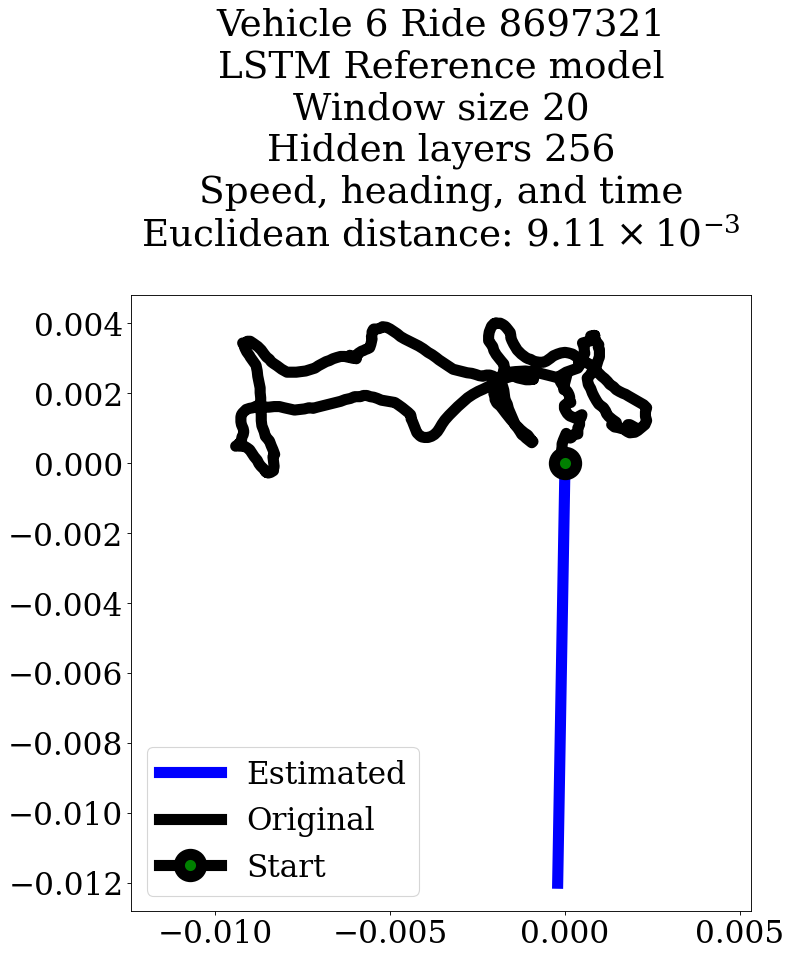 Vehicle 6 Ride 8697321
LSTM Reference model
Window size 20
Hidden layers 256
Speed, heading, and time
Euclidean distance: 9.11 × 10⁻³
0.004
0.002
0.000
−0.002
−0.004
−0.006
−0.008
−0.010
−0.012
Estimated
Original
Start
−0.010 −0.005 0.000 0.005